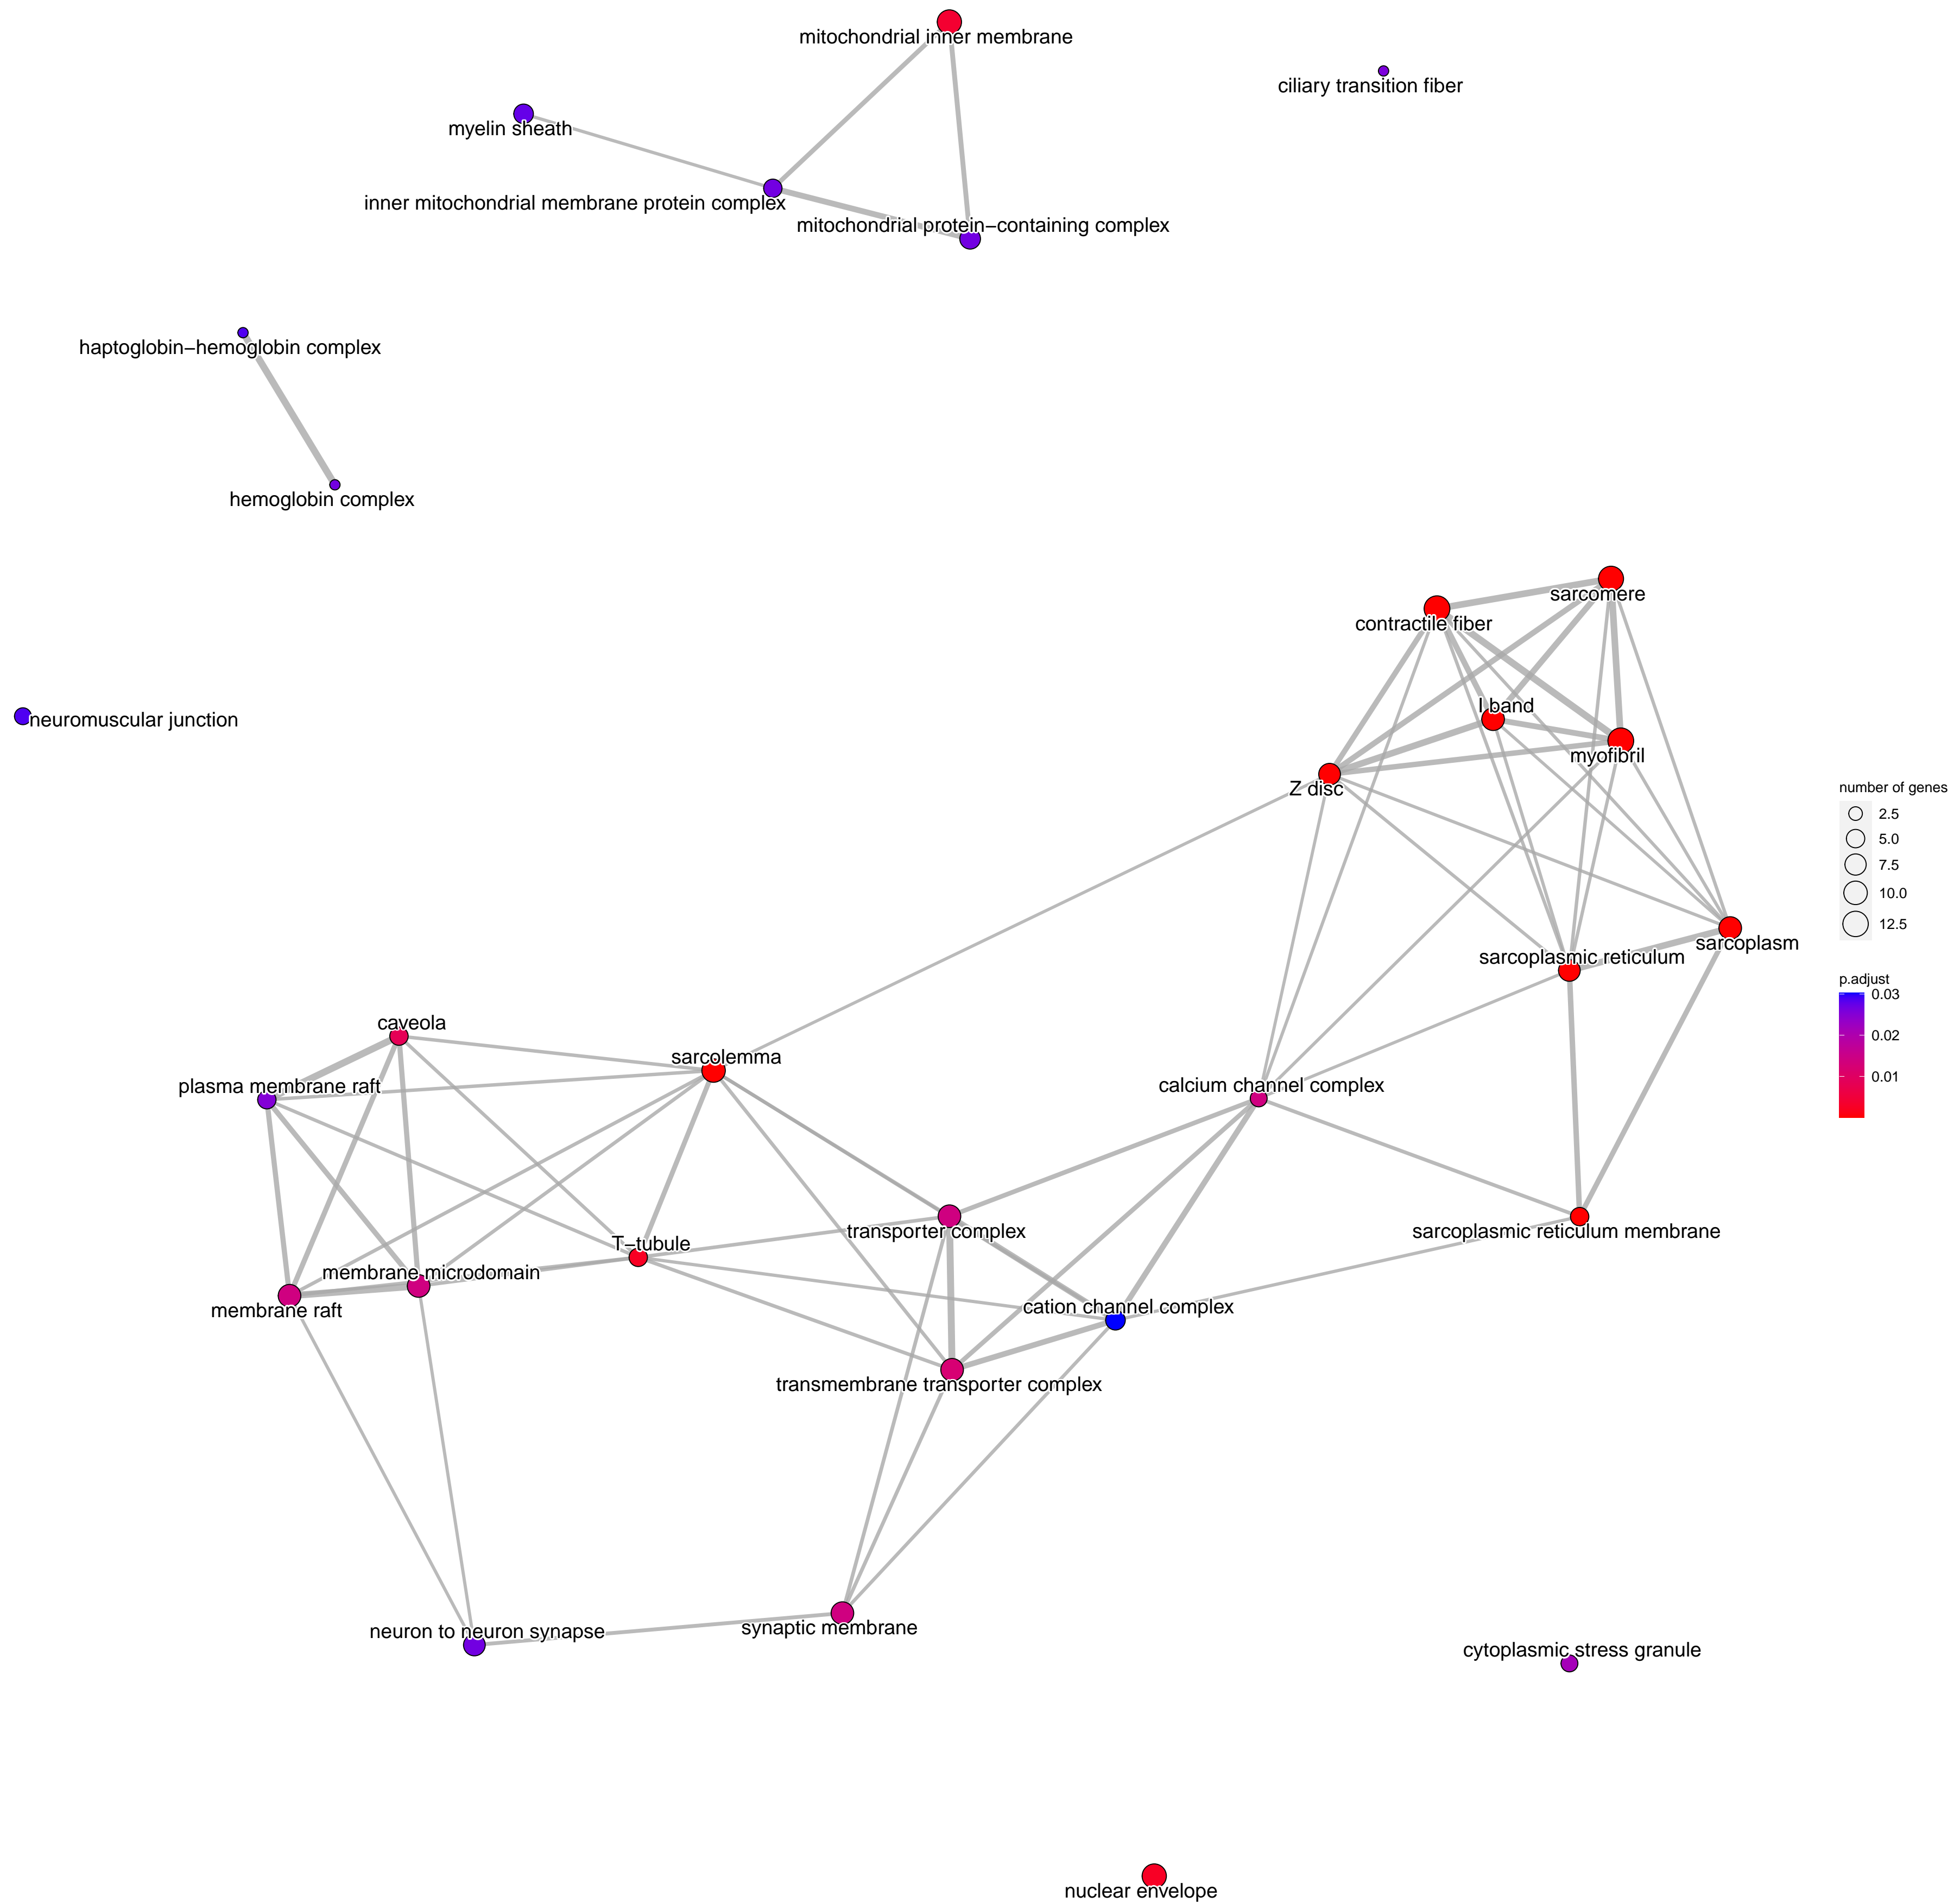 mitochondrial inner membrane
ciliary transition fiber
myelin sheath
inner mitochondrial membrane protein complex
mitochondrial protein−containing complex
haptoglobin−hemoglobin complex
hemoglobin complex
sarcomere
contractile fiber
I band
neuromuscular junction
myofibril
Z disc
number of genes
2.5
5.0
7.5
10.0
12.5
sarcoplasm
sarcoplasmic reticulum
p.adjust
0.03
0.02
0.01
caveola
sarcolemma
plasma membrane raft
calcium channel complex
transporter complex
sarcoplasmic reticulum membrane
T−tubule
membrane microdomain
membrane raft
cation channel complex
transmembrane transporter complex
synaptic membrane
neuron to neuron synapse
cytoplasmic stress granule
nuclear envelope